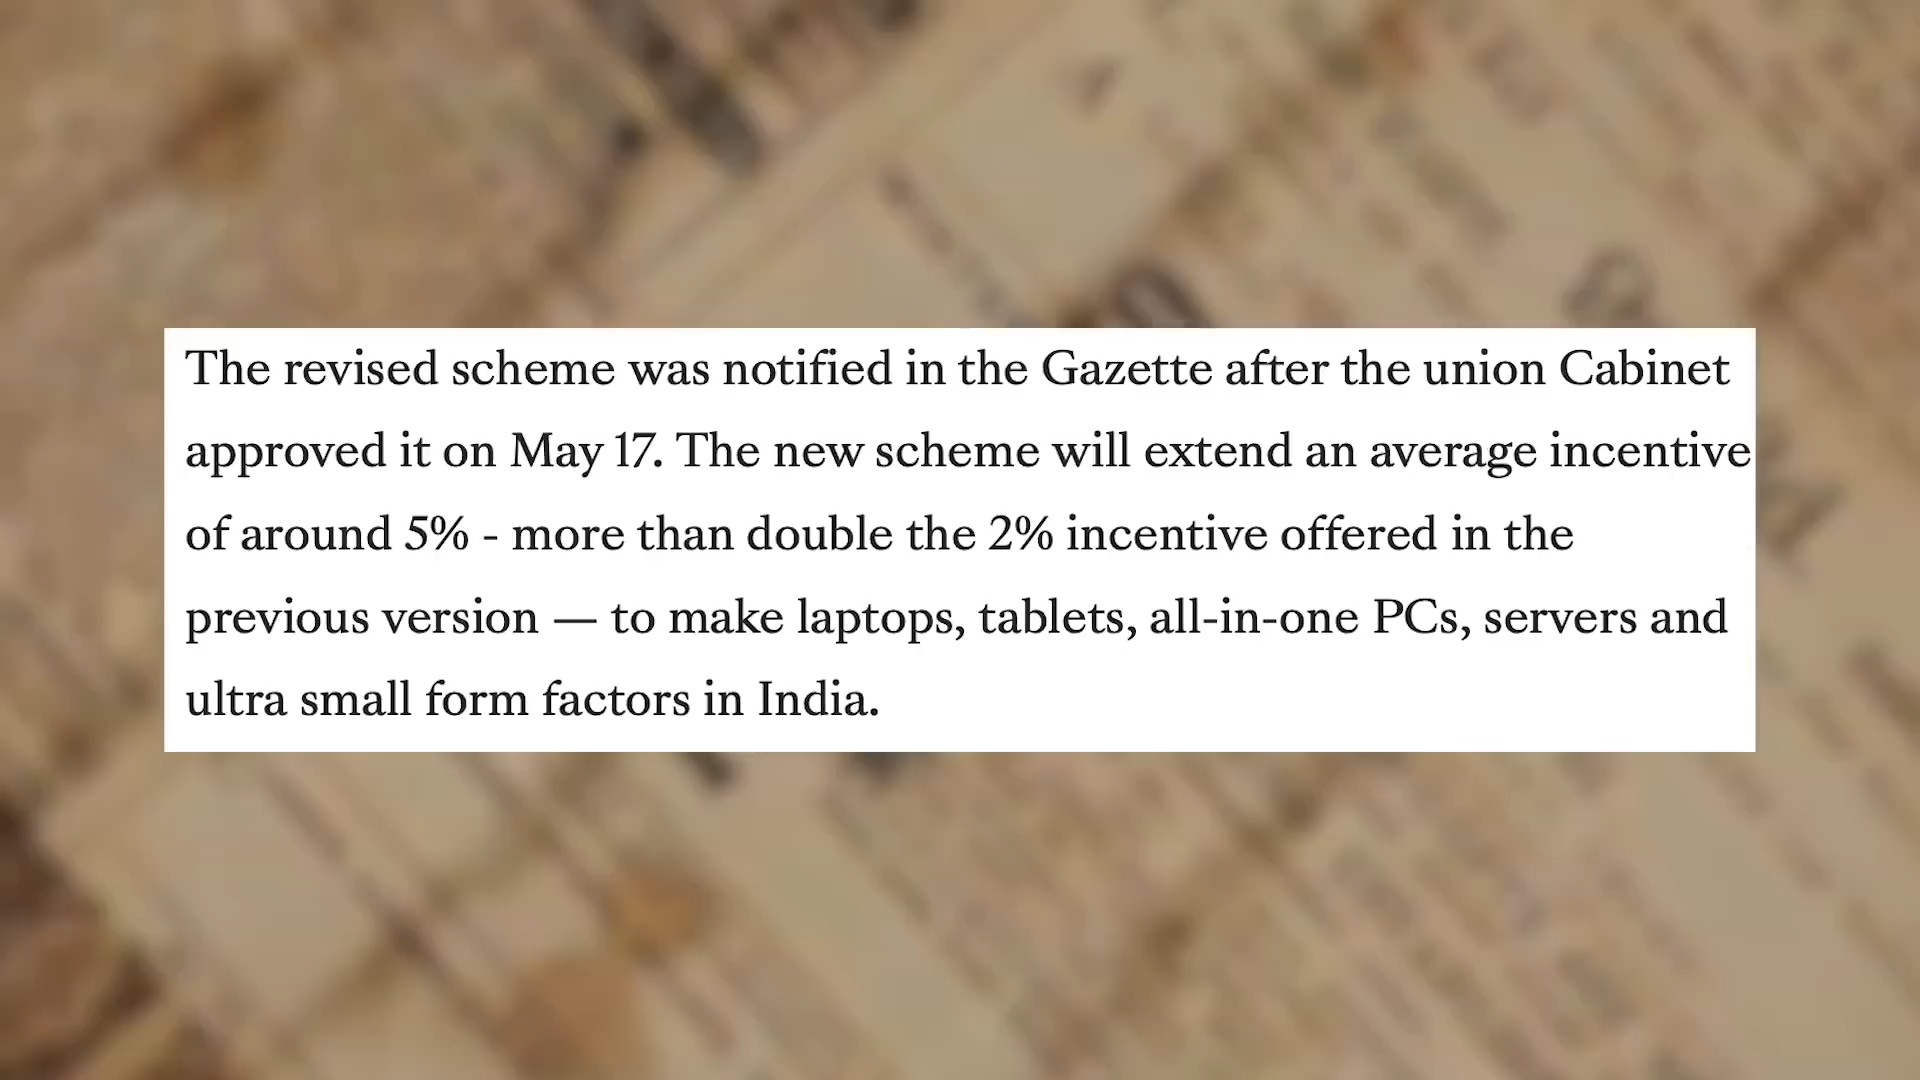 The revised scheme was notified in the Gazette after the union Cabinet
approved it on May 17. The new scheme will extend an average incentive
of around 5% - more than double the 2% incentive offered in the
previous version — to make laptops, tablets, all-in-one PCs, servers and
ultra small form factors in India.